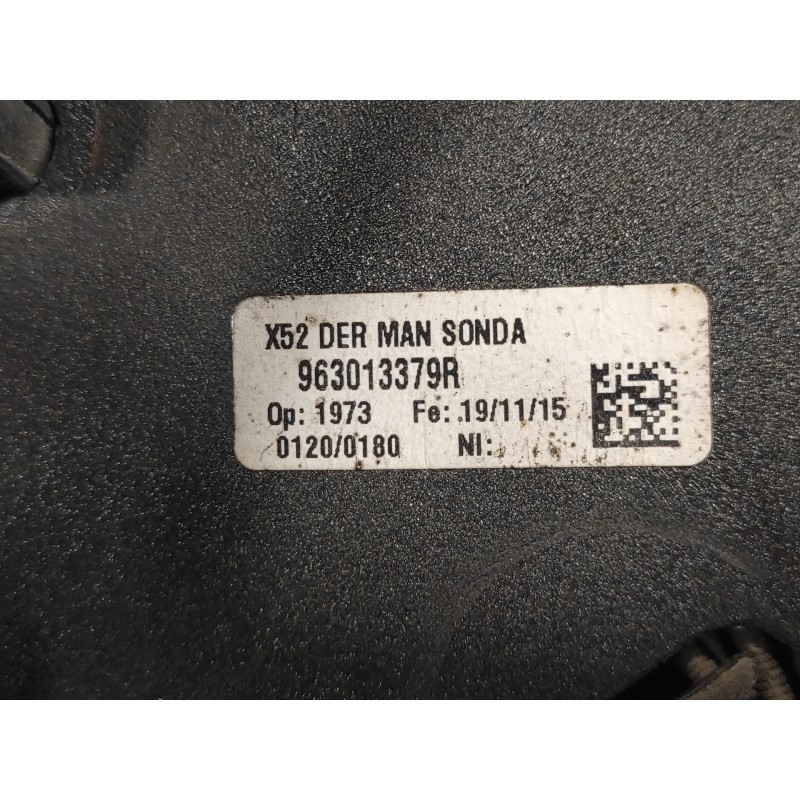 X52 DER MAN SONDA
963013379R
Op: 1973 Fe: 19/11/15
0120/0180 NI: